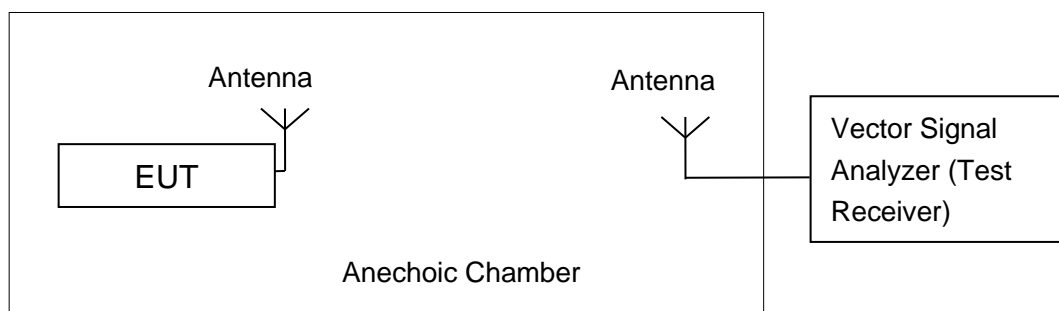 Antenna
Antenna
EUT
Vector Signal
Analyzer (Test
Receiver)
Anechoic Chamber